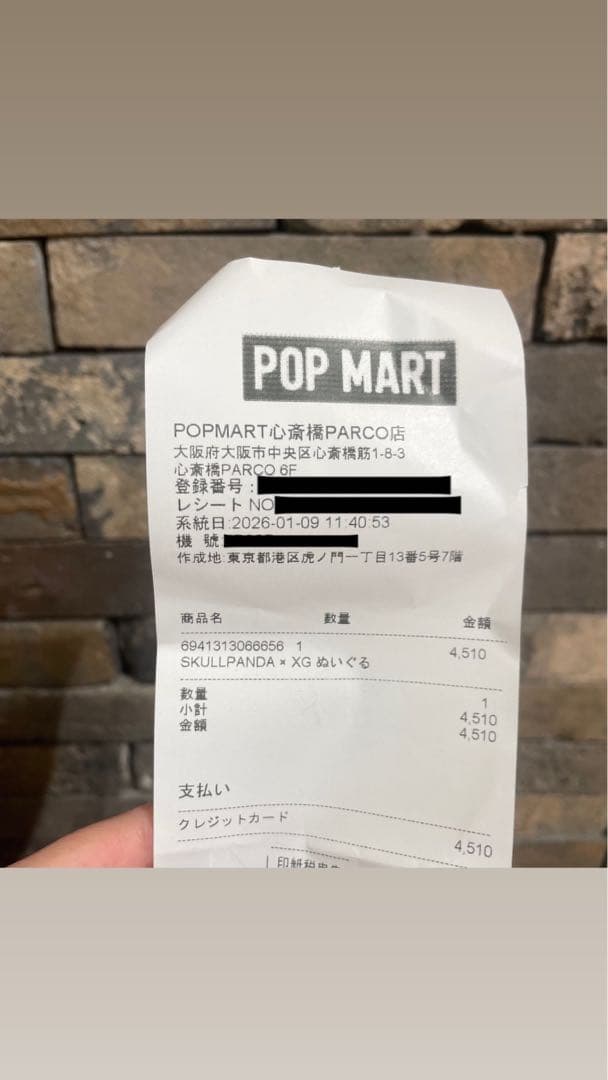 POP MART
POPMART心斎橋PARCO店
大阪府大阪市中央区心斎橋筋1-8-3
心斎橋PARCO 6F
登録番号:
レシート NO
系統日:2026-01-09 11:40:53
機 號
作成地:東京都港区虎ノ門一丁目13番5号7階
商品名 数量 金額
6941313066656 1 4,510
SKULLPANDA × XG ぬいぐる
数量 1
小計 4,510
金額 4,510
支払い
クレジットカード 4,510
印紙税申